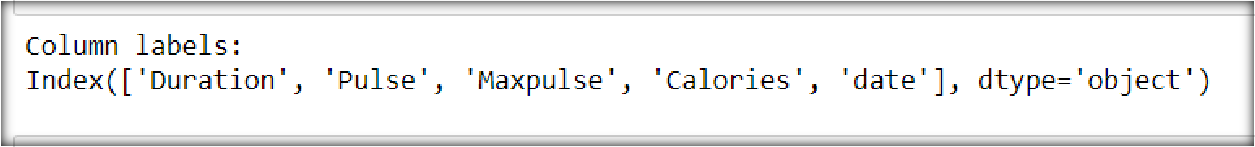 Column labels:
Index(['Duration', 'Pulse', 'Maxpulse', 'Calories', 'date'], dtype='object')